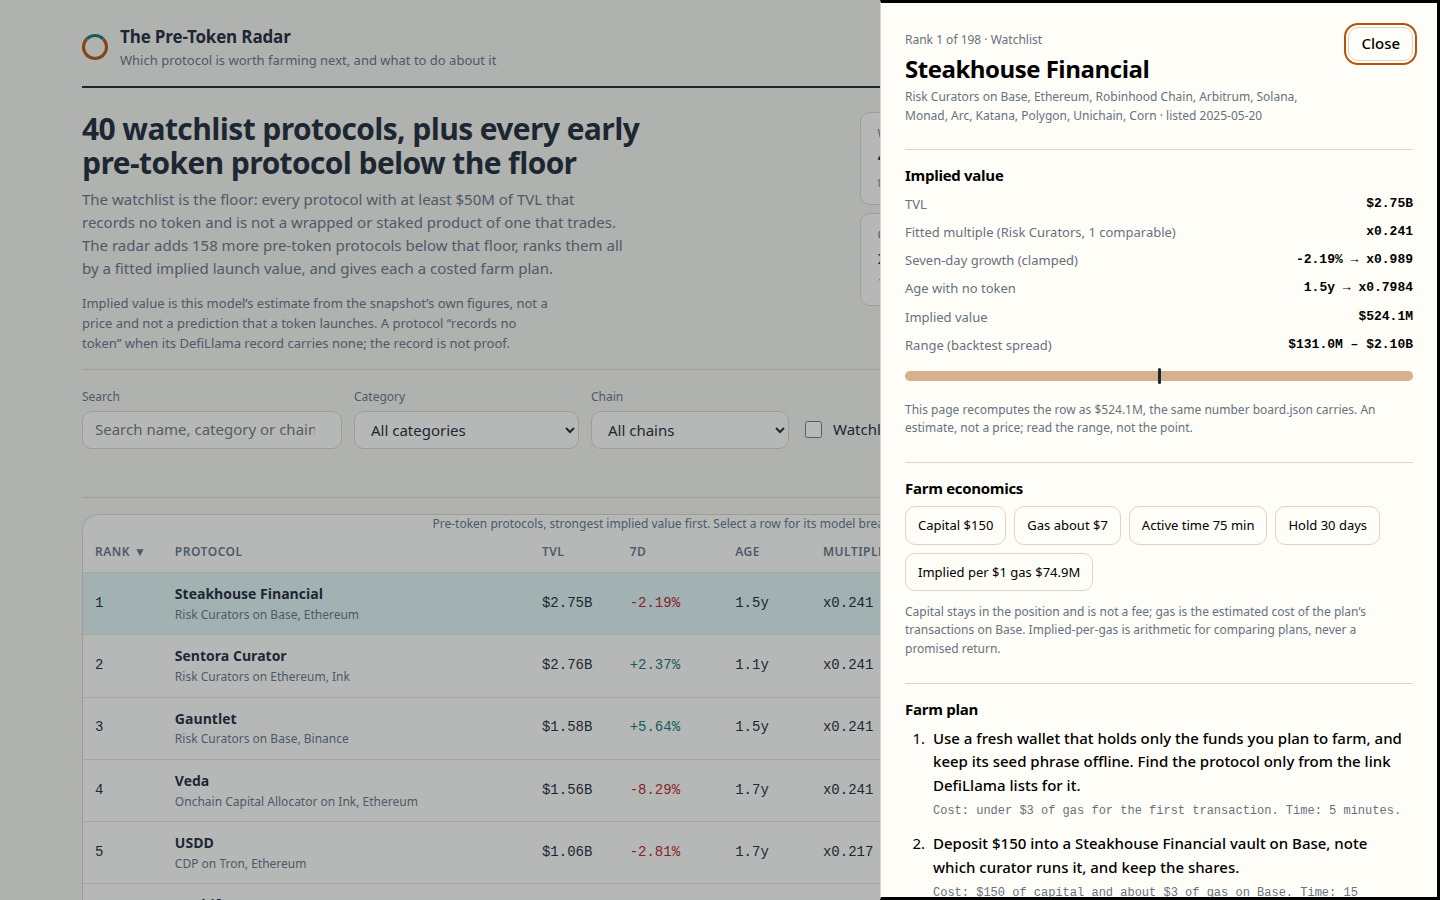 The Pre-Token Radar
Which protocol is worth farming next, and what to do about it
40 watchlist protocols, plus every early
pre-token protocol below the floor
The watchlist is the floor: every protocol with at least $50M of TVL that
records no token and is not a wrapped or staked product of one that trades.
The radar adds 158 more pre-token protocols below that floor, ranks them all
by a fitted implied launch value, and gives each a costed farm plan.
Implied value is this model's estimate from the snapshot's own figures, not a
price and not a prediction that a token launches. A protocol “records no
token” when its DefiLlama record carries none; the record is not proof.
Search
Category
Chain
Search name, category or chain
All categories
All chains
Pre-token protocols, strongest implied value first. Select a row for its model
RANK ▼ PROTOCOL TVL 7D AGE
1 Steakhouse Financial $2.75B -2.19% 1.5y x0.241
Risk Curators on Base, Ethereum
2 Sentora Curator $2.76B +2.37% 1.1y x0.241
Risk Curators on Ethereum, Ink
3 Gauntlet $1.58B +5.64% 1.5y x0.241
Risk Curators on Base, Binance
4 Veda $1.56B -8.29% 1.7y x0.241
Onchain Capital Allocator on Ink, Ethereum
5 USDD $1.06B -2.81% 1.7y x0.217
CDP on Tron, Ethereum
Rank 1 of 198 · Watchlist
Close
Steakhouse Financial
Risk Curators on Base, Ethereum, Robinhood Chain, Arbitrum, Solana,
Monad, Arc, Katana, Polygon, Unichain, Corn · listed 2025-05-20
Implied value
TVL $2.75B
Fitted multiple (Risk Curators, 1 comparable) x0.241
Seven-day growth (clamped) -2.19% → x0.989
Age with no token 1.5y → x0.7984
Implied value $524.1M
Range (backtest spread) $131.0M – $2.10B
This page recomputes the row as $524.1M, the same number board.json carries. An
estimate, not a price; read the range, not the point.
Farm economics
Capital $150
Gas about $7
Active time 75 min
Hold 30 days
Implied per $1 gas $74.9M
Capital stays in the position and is not a fee; gas is the estimated cost of the plan's
transactions on Base. Implied-per-gas is arithmetic for comparing plans, never a
promised return.
Farm plan
1. Use a fresh wallet that holds only the funds you plan to farm, and
keep its seed phrase offline. Find the protocol only from the link
DefiLlama lists for it.
Cost: under $3 of gas for the first transaction. Time: 5 minutes.
2. Deposit $150 into a Steakhouse Financial vault on Base, note
which curator runs it, and keep the shares.
Cost: $150 of capital and about $3 of gas on Base. Time: 15